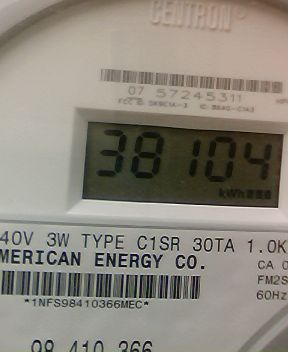 CENTRON®
07 57245311
38104
kWh
40V 3W TYPE C1SR 30TA 1.0K
MERICAN ENERGY CO.
CA 0
FM2S
60Hz
*1NFS98410366MEC*
98 410 366